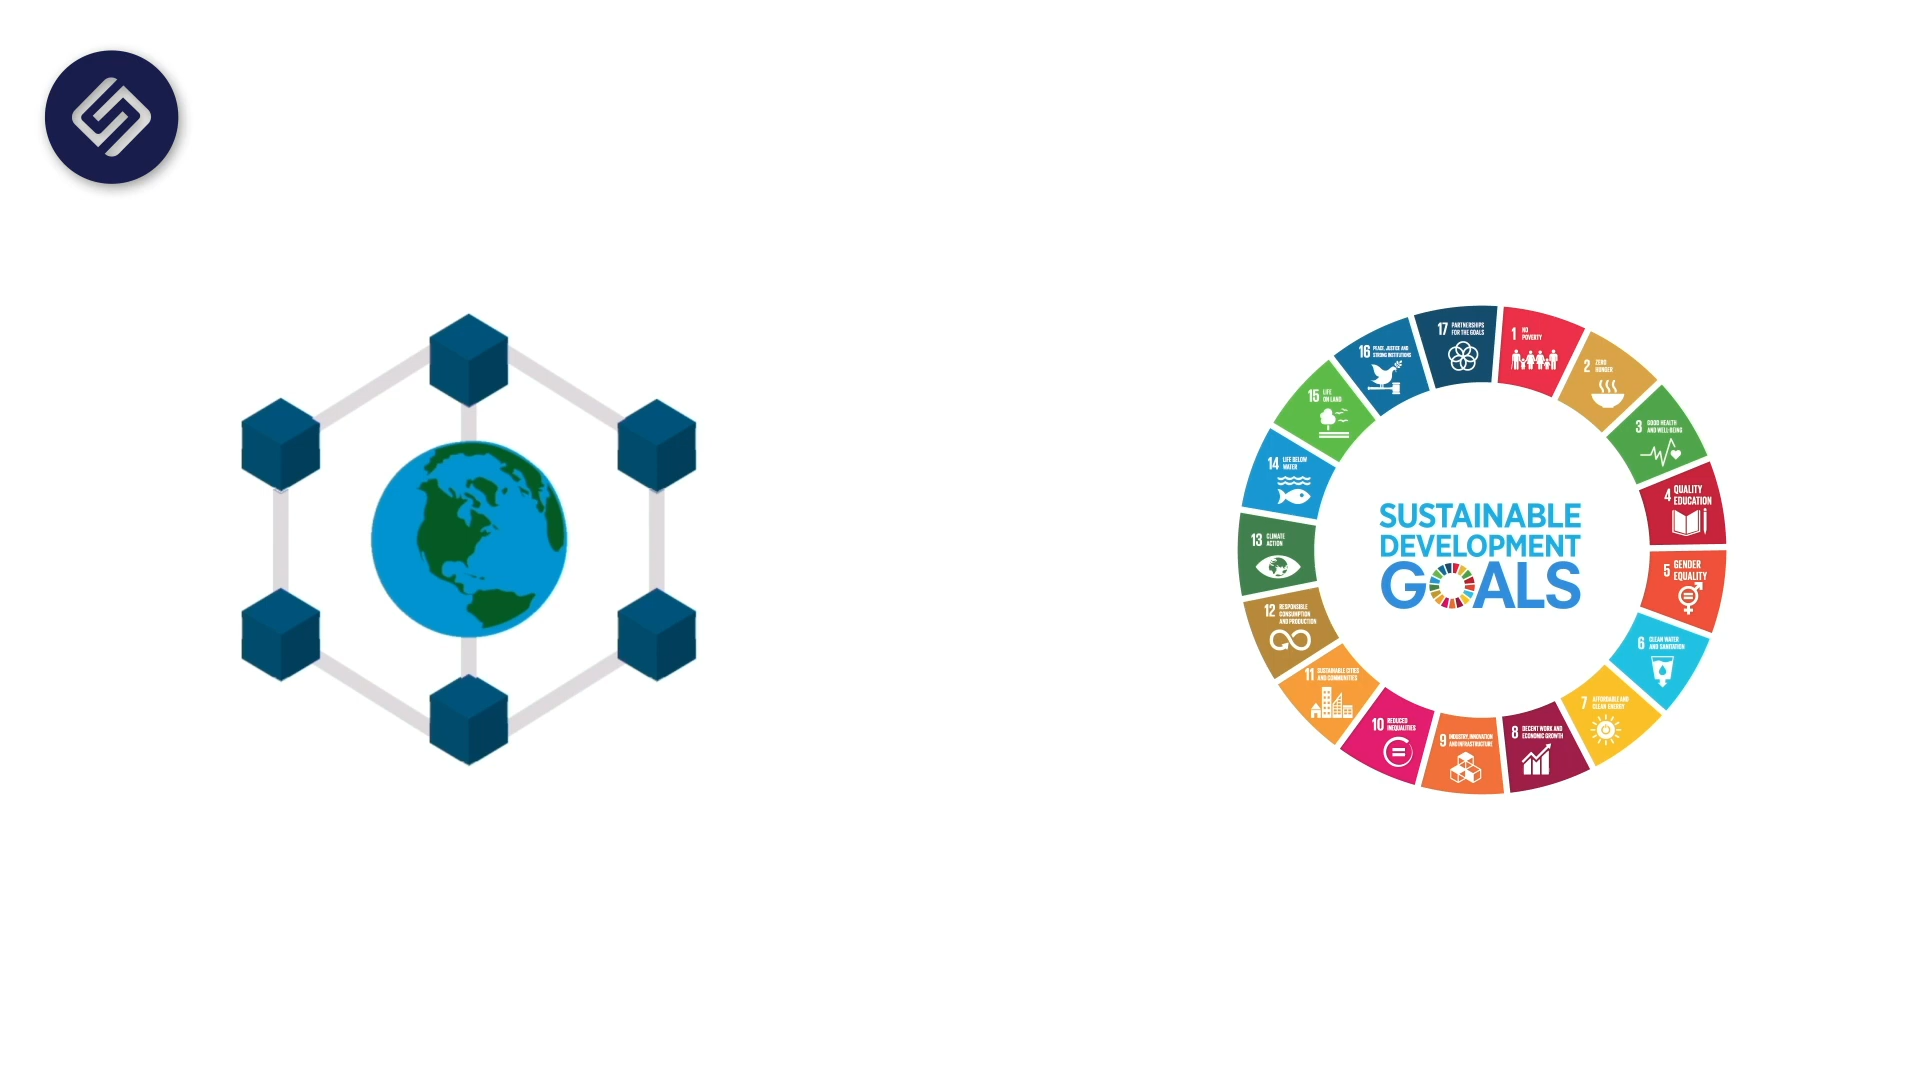 17 PARTNERSHIPS
FOR THE GOALS
1 NO
POVERTY
2 ZERO
HUNGER
3 GOOD HEALTH
AND WELL-BEING
4 QUALITY
EDUCATION
5 GENDER
EQUALITY
6 CLEAN WATER
AND SANITATION
7 AFFORDABLE AND
CLEAN ENERGY
8 DECENT WORK AND
ECONOMIC GROWTH
9 INDUSTRY, INNOVATION
AND INFRASTRUCTURE
10 REDUCED
INEQUALITIES
11 SUSTAINABLE CITIES
AND COMMUNITIES
12 RESPONSIBLE
CONSUMPTION
AND PRODUCTION
13 CLIMATE
ACTION
14 LIFE BELOW
WATER
15 LIFE
ON LAND
16 PEACE, JUSTICE AND
STRONG INSTITUTIONS
SUSTAINABLE
DEVELOPMENT
GOALS